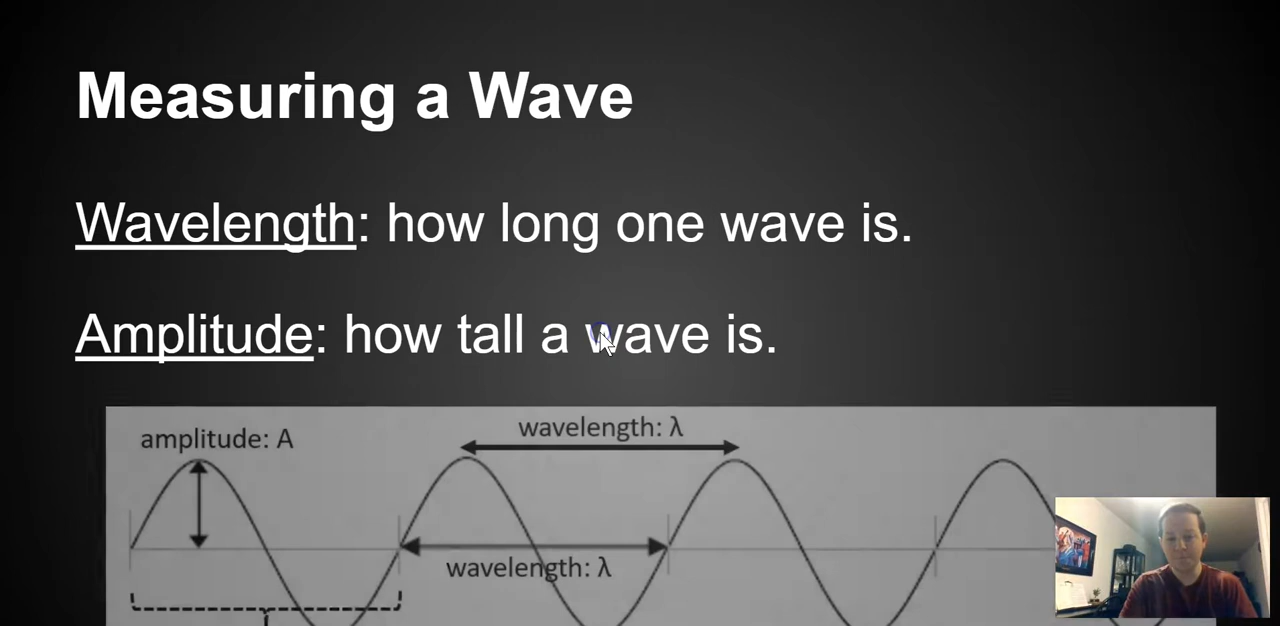 Measuring a Wave
Wavelength: how long one wave is.
Amplitude: how tall a wave is.
amplitude: A
wavelength: λ
wavelength: λ